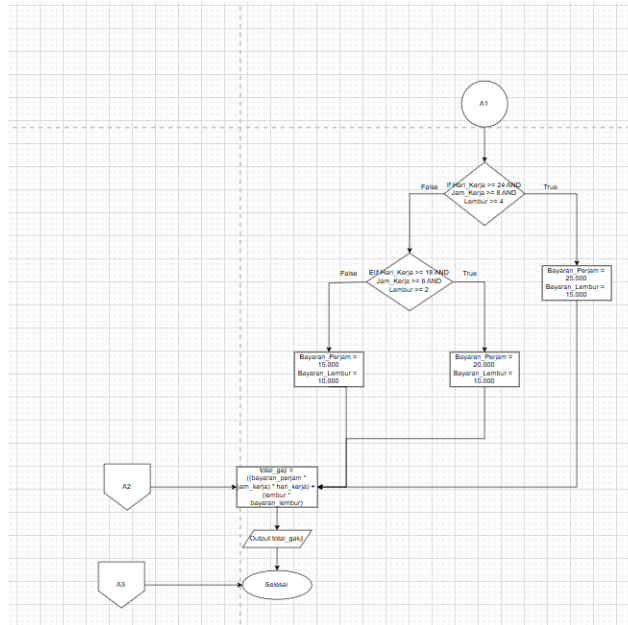 A1
If Hari_Kerja >= 24 AND
Jam_Kerja >= 8 AND
Lembur >= 4
False
True
Elif Hari_Kerja >= 18 AND
Jam_Kerja >= 6 AND
Lembur >= 2
False
True
Bayaran_Perjam =
25.000
Bayaran_Lembur =
15.000
Bayaran_Perjam =
15.000
Bayaran_Lembur =
10.000
Bayaran_Perjam =
20.000
Bayaran_Lembur =
10.000
A2
total_gaji =
((bayaran_perjam *
jam_kerja) * hari_kerja) +
(lembur *
bayaran_lembur)
Output total_gakji
A3
Selesai